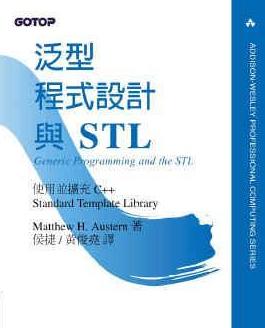 GOTOP
泛型
程式設計
與 STL
Generic Programming and the STL
使用並擴充 C++
Standard Template Library
Matthew H. Austern 著
侯捷 / 黃俊堯 譯
ADDISON-WESLEY PROFESSIONAL COMPUTING SERIES